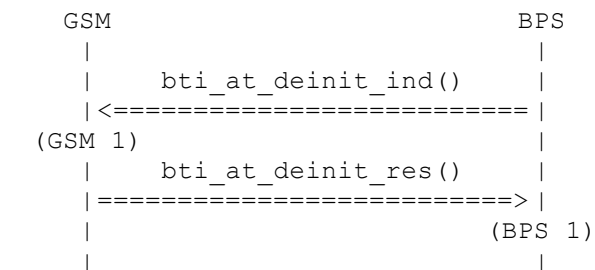 GSM BPS
| |
| bti_at_deinit_ind() |
|<==========================|
(GSM 1) |
| bti_at_deinit_res() |
|==========================>|
| (BPS 1)
| |